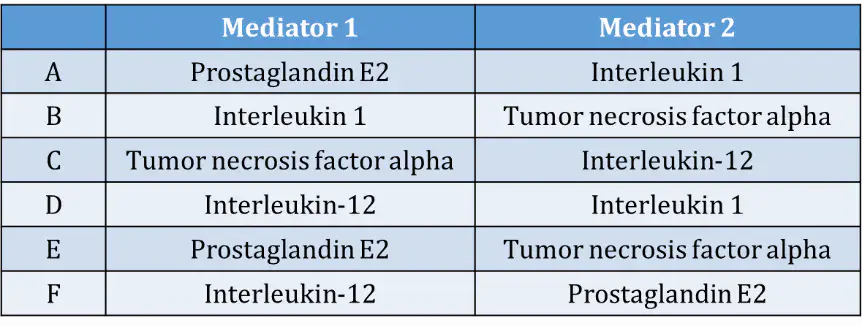 Mediator 1 Mediator 2
A Prostaglandin E2 Interleukin 1
B Interleukin 1 Tumor necrosis factor alpha
C Tumor necrosis factor alpha Interleukin-12
D Interleukin-12 Interleukin 1
E Prostaglandin E2 Tumor necrosis factor alpha
F Interleukin-12 Prostaglandin E2